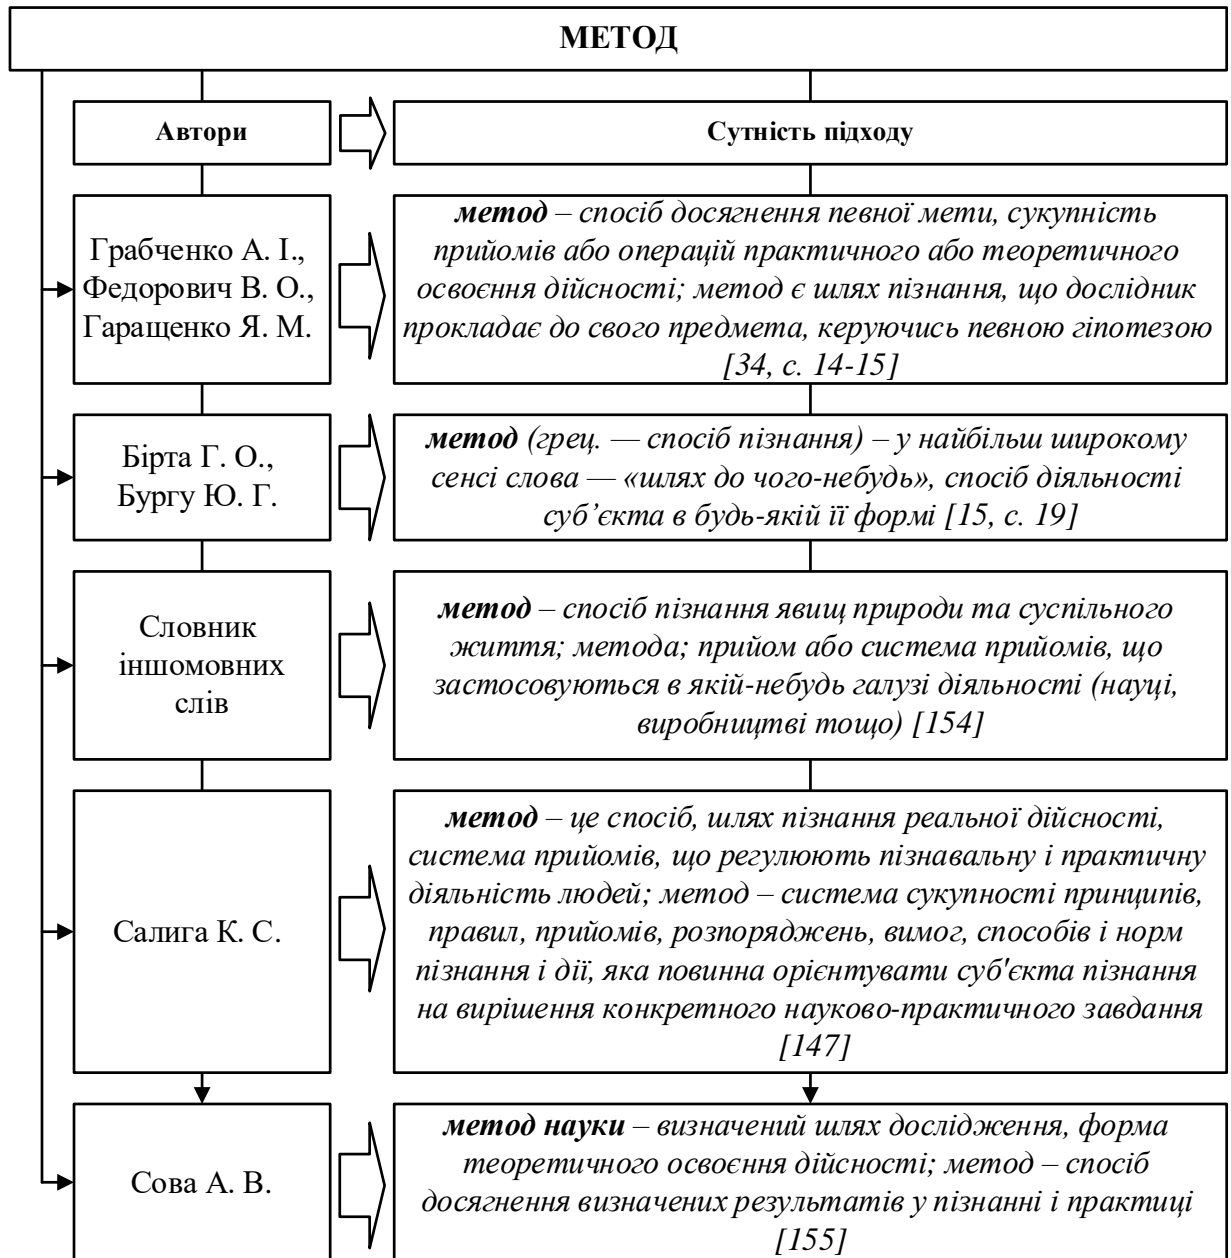 МЕТОД
Автори
Сутність підходу
Грабченко А. І.,
Федорович В. О.,
Гаращенко Я. М.
метод – спосіб досягнення певної мети, сукупність
прийомів або операцій практичного або теоретичного
освоєння дійсності; метод є шлях пізнання, що дослідник
прокладає до свого предмета, керуючись певною гіпотезою
[34, с. 14-15]
Бірта Г. О.,
Бургу Ю. Г.
метод (грец. — спосіб пізнання) – у найбільш широкому
сенсі слова — «шлях до чого-небудь», спосіб діяльності
суб’єкта в будь-якій її формі [15, с. 19]
Словник
іншомовних
слів
метод – спосіб пізнання явищ природи та суспільного
життя; метода; прийом або система прийомів, що
застосовуються в якій-небудь галузі діяльності (науці,
виробництві тощо) [154]
Салига К. С.
метод – це спосіб, шлях пізнання реальної дійсності,
система прийомів, що регулюють пізнавальну і практичну
діяльність людей; метод – система сукупності принципів,
правил, прийомів, розпоряджень, вимог, способів і норм
пізнання і дії, яка повинна орієнтувати суб'єкта пізнання
на вирішення конкретного науково-практичного завдання
[147]
Сова А. В.
метод науки – визначений шлях дослідження, форма
теоретичного освоєння дійсності; метод – спосіб
досягнення визначених результатів у пізнанні і практиці
[155]